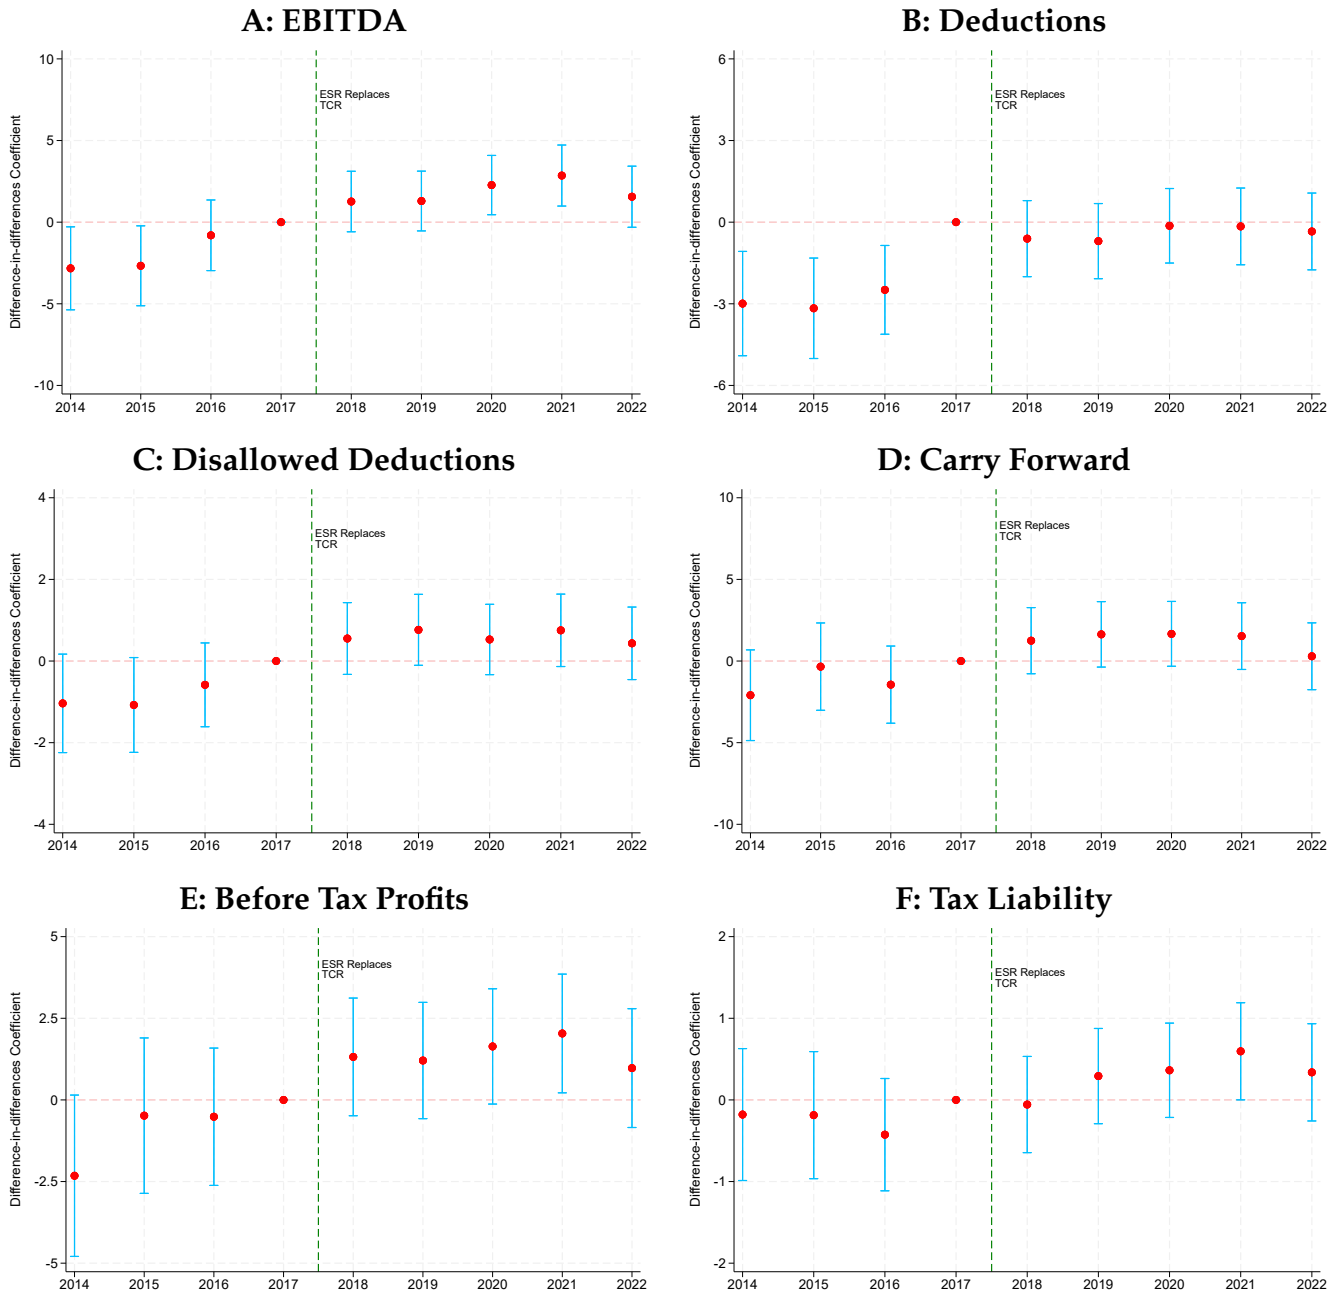 A: EBITDA
Difference-in-differences Coefficient
10
5
0
-5
-10
ESR Replaces
TCR
2014 2015 2016 2017 2018 2019 2020 2021 2022
B: Deductions
Difference-in-differences Coefficient
6
3
0
-3
-6
ESR Replaces
TCR
2014 2015 2016 2017 2018 2019 2020 2021 2022
C: Disallowed Deductions
Difference-in-differences Coefficient
4
2
0
-2
-4
ESR Replaces
TCR
2014 2015 2016 2017 2018 2019 2020 2021 2022
D: Carry Forward
Difference-in-differences Coefficient
10
5
0
-5
-10
ESR Replaces
TCR
2014 2015 2016 2017 2018 2019 2020 2021 2022
E: Before Tax Profits
Difference-in-differences Coefficient
5
2.5
0
-2.5
-5
ESR Replaces
TCR
2014 2015 2016 2017 2018 2019 2020 2021 2022
F: Tax Liability
Difference-in-differences Coefficient
2
1
0
-1
-2
ESR Replaces
TCR
2014 2015 2016 2017 2018 2019 2020 2021 2022